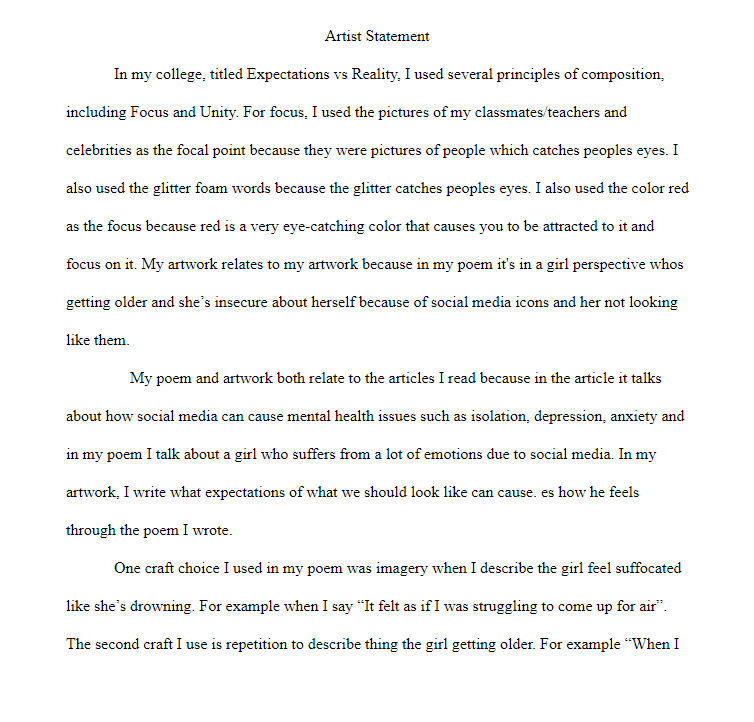 Artist Statement
In my college, titled Expectations vs Reality, I used several principles of composition,
including Focus and Unity. For focus, I used the pictures of my classmates/teachers and
celebrities as the focal point because they were pictures of people which catches peoples eyes. I
also used the glitter foam words because the glitter catches peoples eyes. I also used the color red
as the focus because red is a very eye-catching color that causes you to be attracted to it and
focus on it. My artwork relates to my artwork because in my poem it's in a girl perspective whos
getting older and she’s insecure about herself because of social media icons and her not looking
like them.
My poem and artwork both relate to the articles I read because in the article it talks
about how social media can cause mental health issues such as isolation, depression, anxiety and
in my poem I talk about a girl who suffers from a lot of emotions due to social media. In my
artwork, I write what expectations of what we should look like can cause. es how he feels
through the poem I wrote.
One craft choice I used in my poem was imagery when I describe the girl feel suffocated
like she’s drowning. For example when I say “It felt as if I was struggling to come up for air”.
The second craft I use is repetition to describe thing the girl getting older. For example “When I